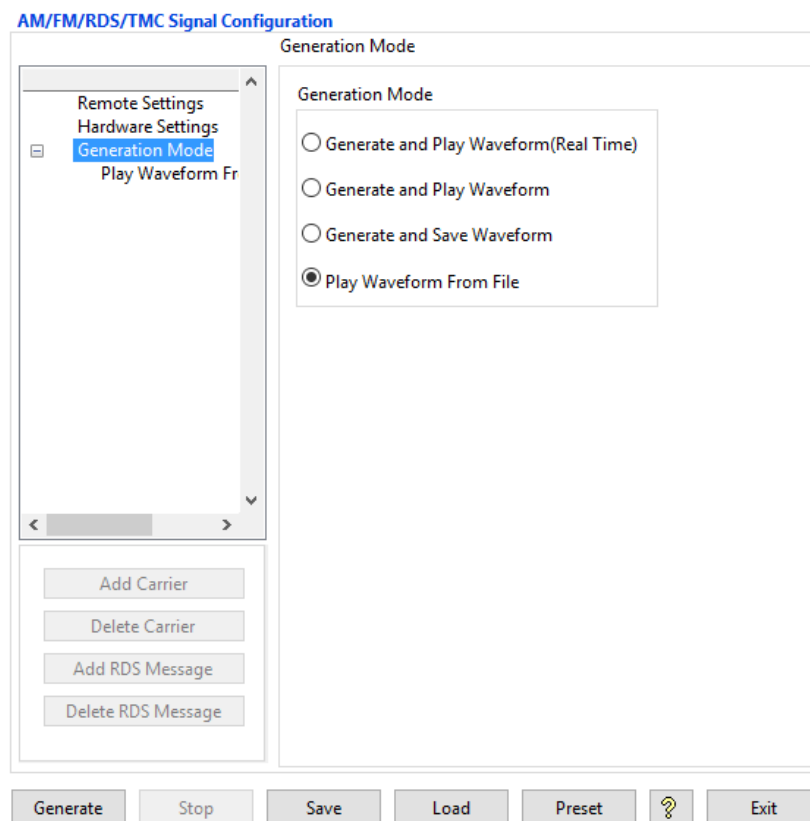 AM/FM/RDS/TMC Signal Configuration
Generation Mode
Remote Settings
Hardware Settings
Generation Mode
Play Waveform Fr
Generation Mode
Generate and Play Waveform(Real Time)
Generate and Play Waveform
Generate and Save Waveform
Play Waveform From File
Add Carrier
Delete Carrier
Add RDS Message
Delete RDS Message
Generate Stop Save Load Preset ? Exit